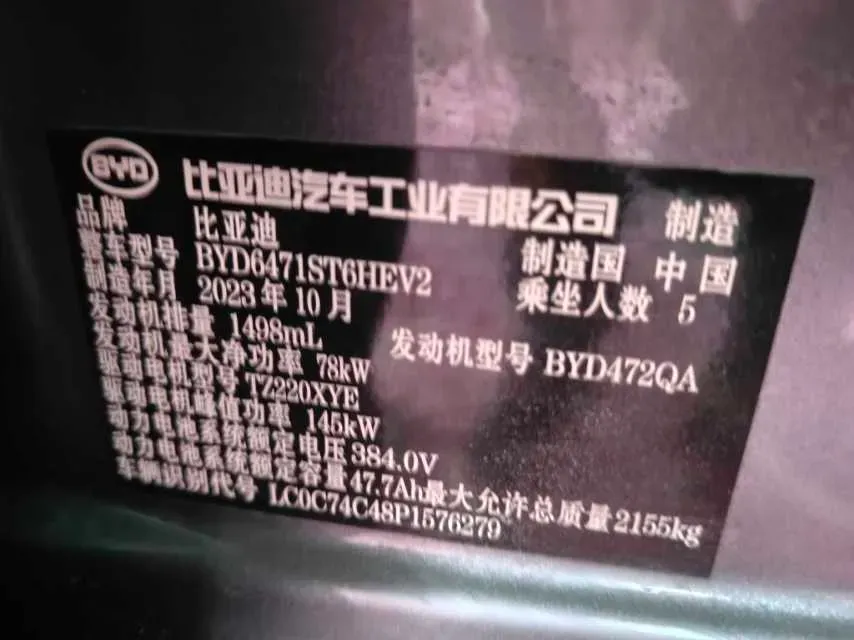 BYD 比亚迪汽车工业有限公司 制造
品牌 比亚迪 制造国 中国
整车型号 BYD6471ST6HEV2 乘坐人数 5
制造年月 2023年10月
发动机排量 1498mL 发动机型号 BYD472QA
发动机最大净功率 78kW
驱动电机型号 TZ220XYE
驱动电机峰值功率 145kW
动力电池系统额定电压 384.0V
动力电池系统额定容量 47.7Ah 最大允许总质量 2155kg
车辆识别代号 LC0C74C48P1576279